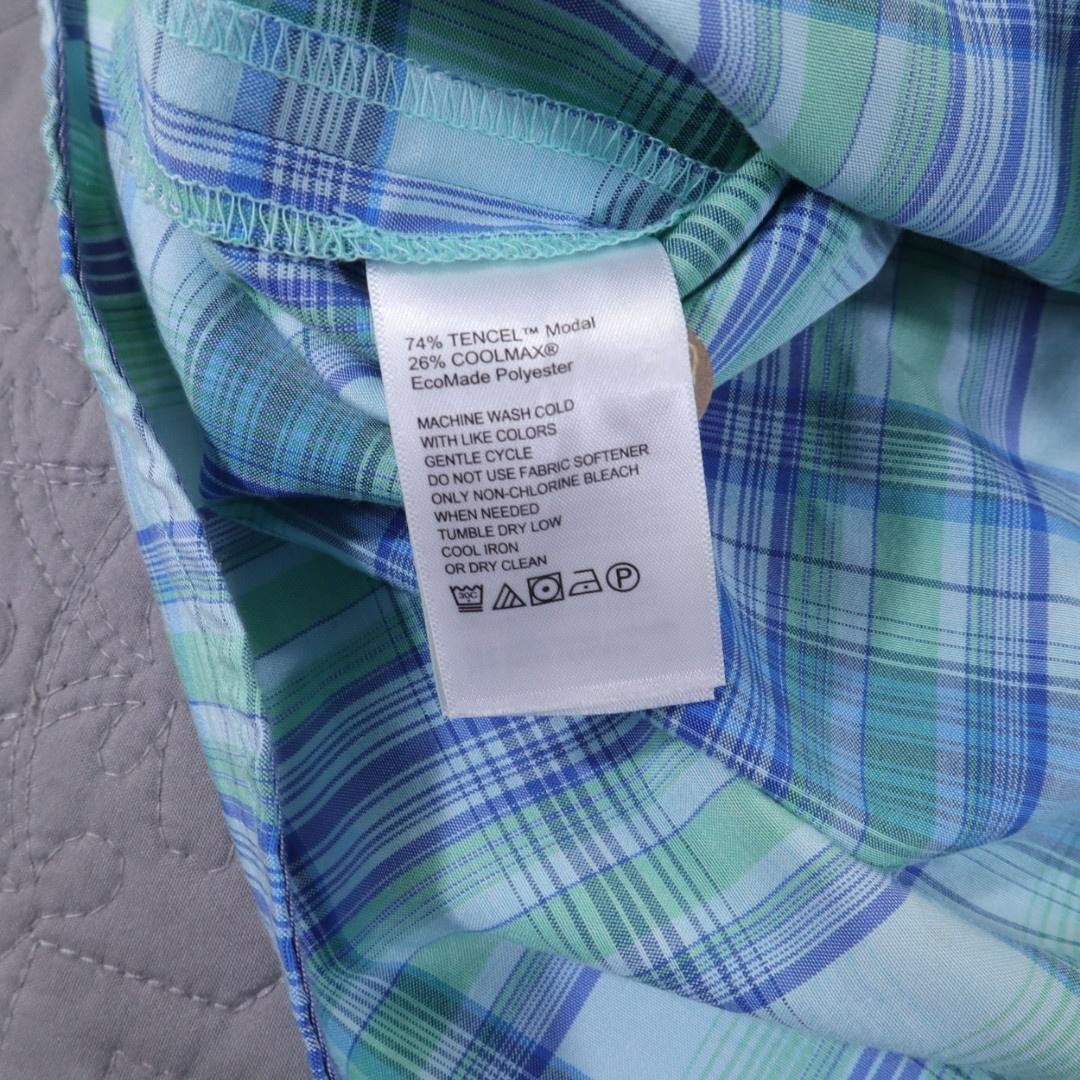 74% TENCEL™ Modal
26% COOLMAX®
EcoMade Polyester
MACHINE WASH COLD
WITH LIKE COLORS
GENTLE CYCLE
DO NOT USE FABRIC SOFTENER
ONLY NON-CHLORINE BLEACH
WHEN NEEDED
TUMBLE DRY LOW
COOL IRON
OR DRY CLEAN
30C P